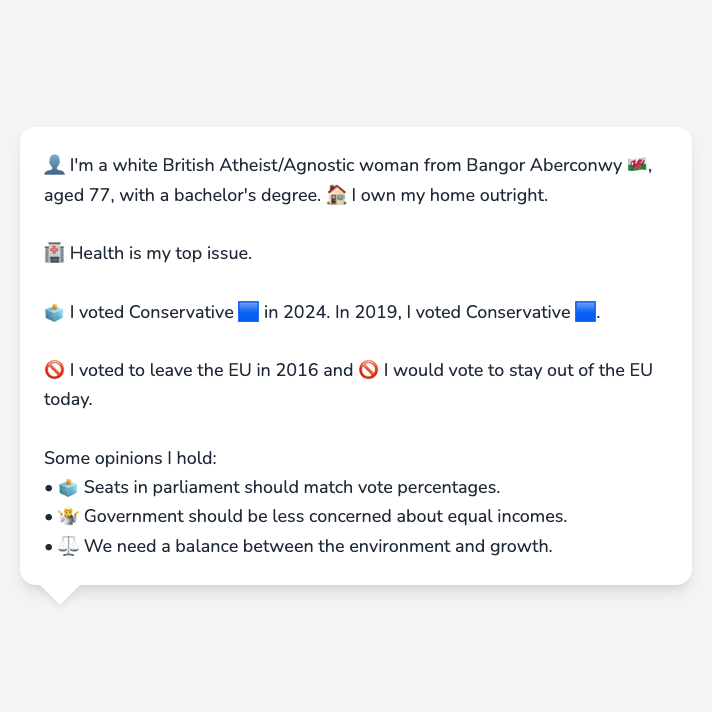 👤 I'm a white British Atheist/Agnostic woman from Bangor Aberconwy 🏴󠁧󠁢󠁷󠁬󠁳󠁿,
aged 77, with a bachelor's degree. 🏠 I own my home outright.
🏥 Health is my top issue.
🗳️ I voted Conservative 🟦 in 2024. In 2019, I voted Conservative 🟦.
🚫 I voted to leave the EU in 2016 and 🚫 I would vote to stay out of the EU
today.
Some opinions I hold:
• 🗳️ Seats in parliament should match vote percentages.
• 🤷 Government should be less concerned about equal incomes.
• ⚖️ We need a balance between the environment and growth.